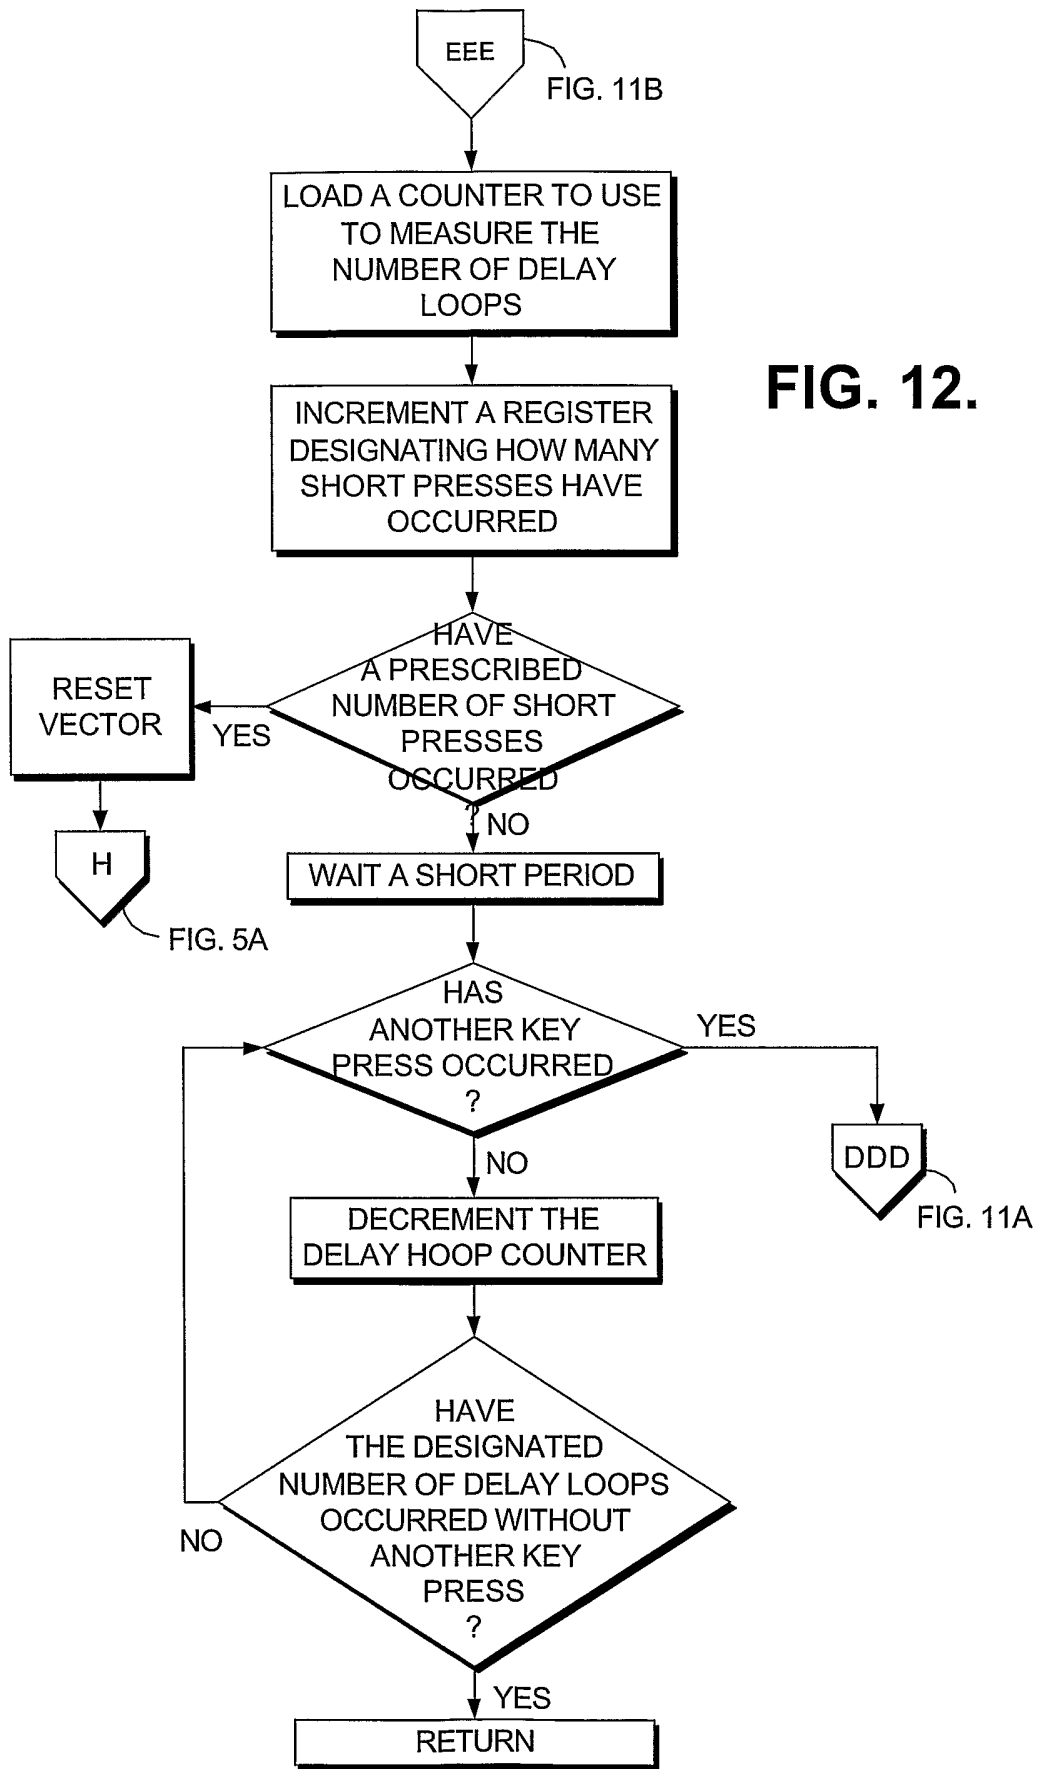 EEE
FIG. 11B
LOAD A COUNTER TO USE
TO MEASURE THE
NUMBER OF DELAY
LOOPS
FIG. 12.
INCREMENT A REGISTER
DESIGNATING HOW MANY
SHORT PRESSES HAVE
OCCURRED
HAVE
A PRESCRIBED
NUMBER OF SHORT
PRESSES
OCCURRED
?
YES
RESET
VECTOR
H
FIG. 5A
NO
WAIT A SHORT PERIOD
HAS
ANOTHER KEY
PRESS OCCURRED
?
YES
DDD
FIG. 11A
NO
DECREMENT THE
DELAY HOOP COUNTER
HAVE
THE DESIGNATED
NUMBER OF DELAY LOOPS
OCCURRED WITHOUT
ANOTHER KEY
PRESS
?
NO
YES
RETURN